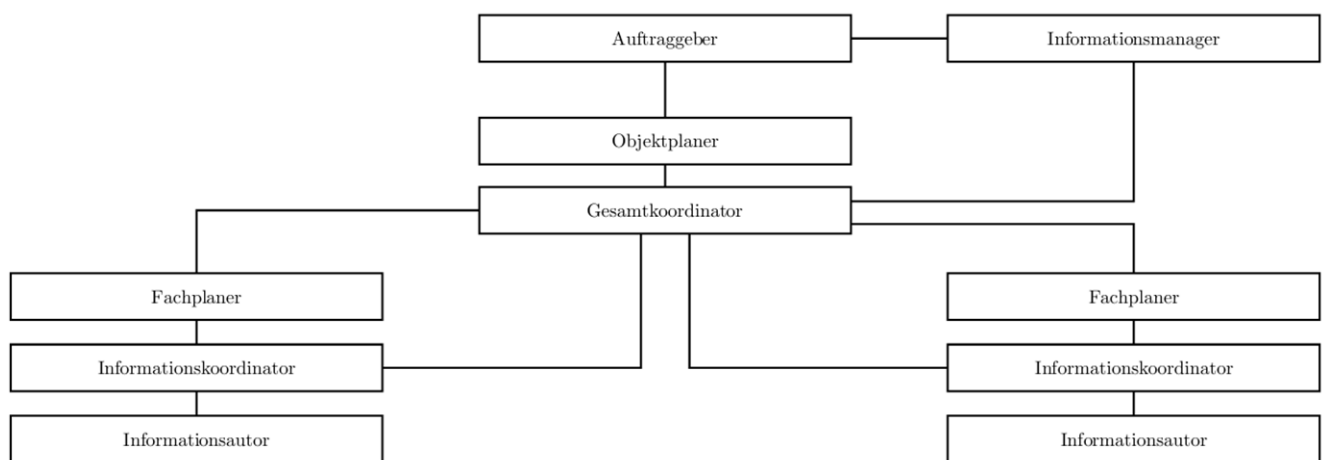 Auftraggeber
Informationsmanager
Objektplaner
Gesamtkoordinator
Fachplaner
Fachplaner
Informationskoordinator
Informationskoordinator
Informationsautor
Informationsautor